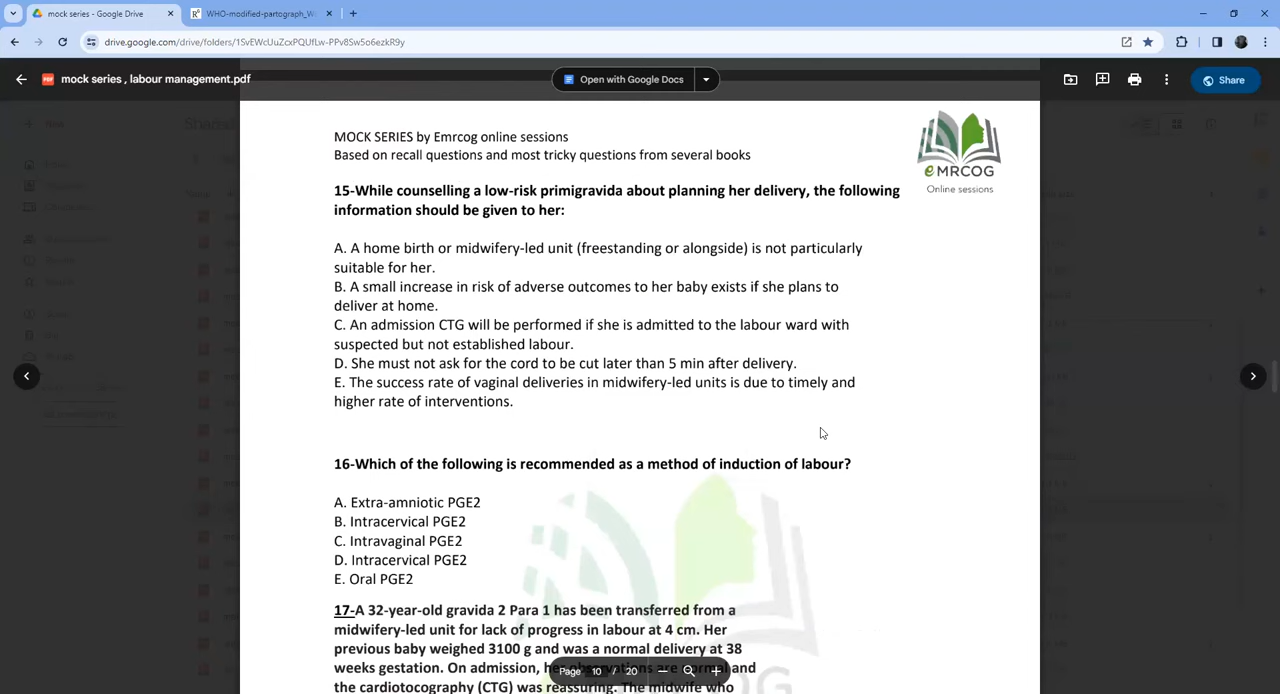 mock series - Google Drive
WHO-modified-partograph_W
drive.google.com/drive/folders/1SvEWcUuZcxPQUfLw-PPv8Sw5o6ezkR9y
mock series , labour management.pdf
Open with Google Docs
Share
MOCK SERIES by Emrcog online sessions
Based on recall questions and most tricky questions from several books
eMRCOG
Online sessions
15-While counselling a low-risk primigravida about planning her delivery, the following
information should be given to her:
A. A home birth or midwifery-led unit (freestanding or alongside) is not particularly
suitable for her.
B. A small increase in risk of adverse outcomes to her baby exists if she plans to
deliver at home.
C. An admission CTG will be performed if she is admitted to the labour ward with
suspected but not established labour.
D. She must not ask for the cord to be cut later than 5 min after delivery.
E. The success rate of vaginal deliveries in midwifery-led units is due to timely and
higher rate of interventions.
16-Which of the following is recommended as a method of induction of labour?
A. Extra-amniotic PGE2
B. Intracervical PGE2
C. Intravaginal PGE2
D. Intracervical PGE2
E. Oral PGE2
17-A 32-year-old gravida 2 Para 1 has been transferred from a
midwifery-led unit for lack of progress in labour at 4 cm. Her
previous baby weighed 3100 g and was a normal delivery at 38
weeks gestation. On admission, her observations are normal and
the cardiotocography (CTG) was reassuring. The midwife who
Page 10 / 20